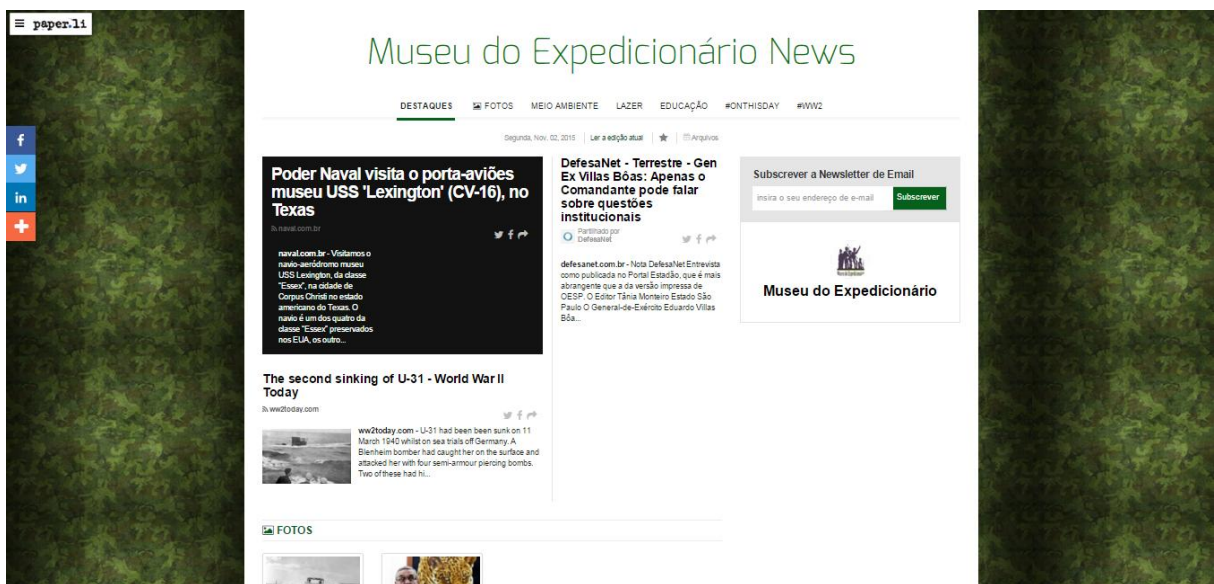 ≡ paper.li
Museu do Expedicionário News
DESTAQUES FOTOS MEIO AMBIENTE LAZER EDUCAÇÃO #ONTHISDAY #WW2
Segunda, Nov. 02, 2015 Ler a edição atual Arquivos
Poder Naval visita o porta-aviões
museu USS 'Lexington' (CV-16), no
Texas
naval.com.br
naval.com.br - Visitamos o
navio-aeródromo museu
USS Lexington, da classe
"Essex", na cidade de
Corpus Christi no estado
americano do Texas. O
navio é um dos quatro da
classe "Essex" preservados
nos EUA, os outro...
DefesaNet - Terrestre - Gen
Ex Villas Bôas: Apenas o
Comandante pode falar
sobre questões
institucionais
Partilhado por
DefesaNet
defesanet.com.br - Nota DefesaNet Entrevista
como publicada no Portal Estadão, que é mais
abrangente que a da versão impressa de
OESP. O Editor Tânia Monteiro Estado São
Paulo O General-de-Exército Eduardo Villas
Bôa...
Subscrever a Newsletter de Email
insira o seu endereço de e-mail Subscrever
Museu do Expedicionário
The second sinking of U-31 - World War II
Today
ww2today.com
ww2today.com - U-31 had been been sunk on 11
March 1940 whilst on sea trials off Germany. A
Blenheim bomber had caught her on the surface and
attacked her with four semi-armour piercing bombs.
Two of these had hi...
FOTOS